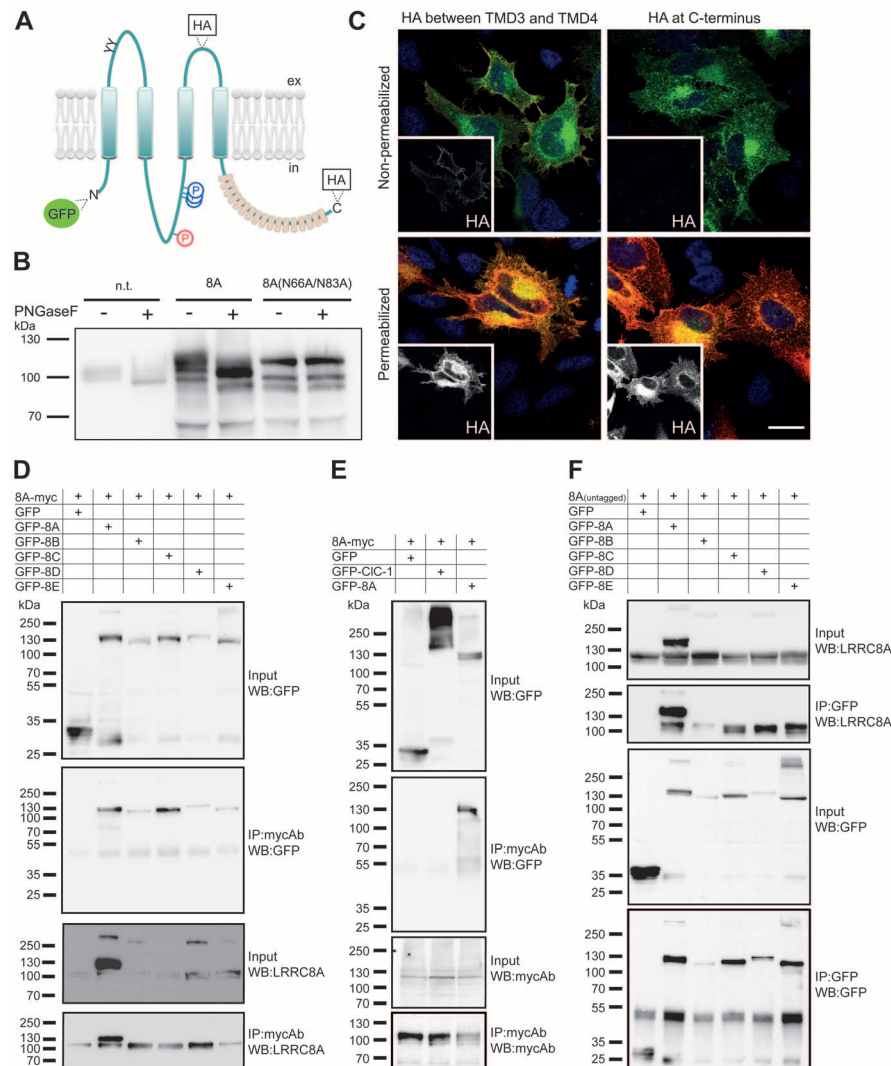 A
YY
HA
ex
in
GFP
N
P
P
HA
C
B
n.t. 8A 8A(N66A/N83A)
PNGaseF - + - + - +
kDa
130
100
70
C
HA between TMD3 and TMD4 HA at C-terminus
Non-permeabilized
HA
HA
Permeabilized
HA
HA
D
8A-myc + + + + + +
GFP +
GFP-8A +
GFP-8B +
GFP-8C +
GFP-8D +
GFP-8E +
kDa
250
130
100
70
55
35
25
Input
WB:GFP
250
130
100
70
55
35
25
IP:mycAb
WB:GFP
250
130
100
70
Input
WB:LRRC8A
250
130
100
70
IP:mycAb
WB:LRRC8A
E
8A-myc + + +
GFP +
GFP-ClC-1 +
GFP-8A +
kDa
250
130
100
70
55
35
25
Input
WB:GFP
250
130
100
70
55
35
25
IP:mycAb
WB:GFP
250
130
100
70
Input
WB:mycAb
250
130
100
70
IP:mycAb
WB:mycAb
F
8A(untagged) + + + + + +
GFP +
GFP-8A +
GFP-8B +
GFP-8C +
GFP-8D +
GFP-8E +
kDa
250
130
100
Input
WB:LRRC8A
250
130
100
IP:GFP
WB:LRRC8A
250
130
100
70
55
35
25
Input
WB:GFP
250
130
100
70
55
35
25
IP:GFP
WB:GFP